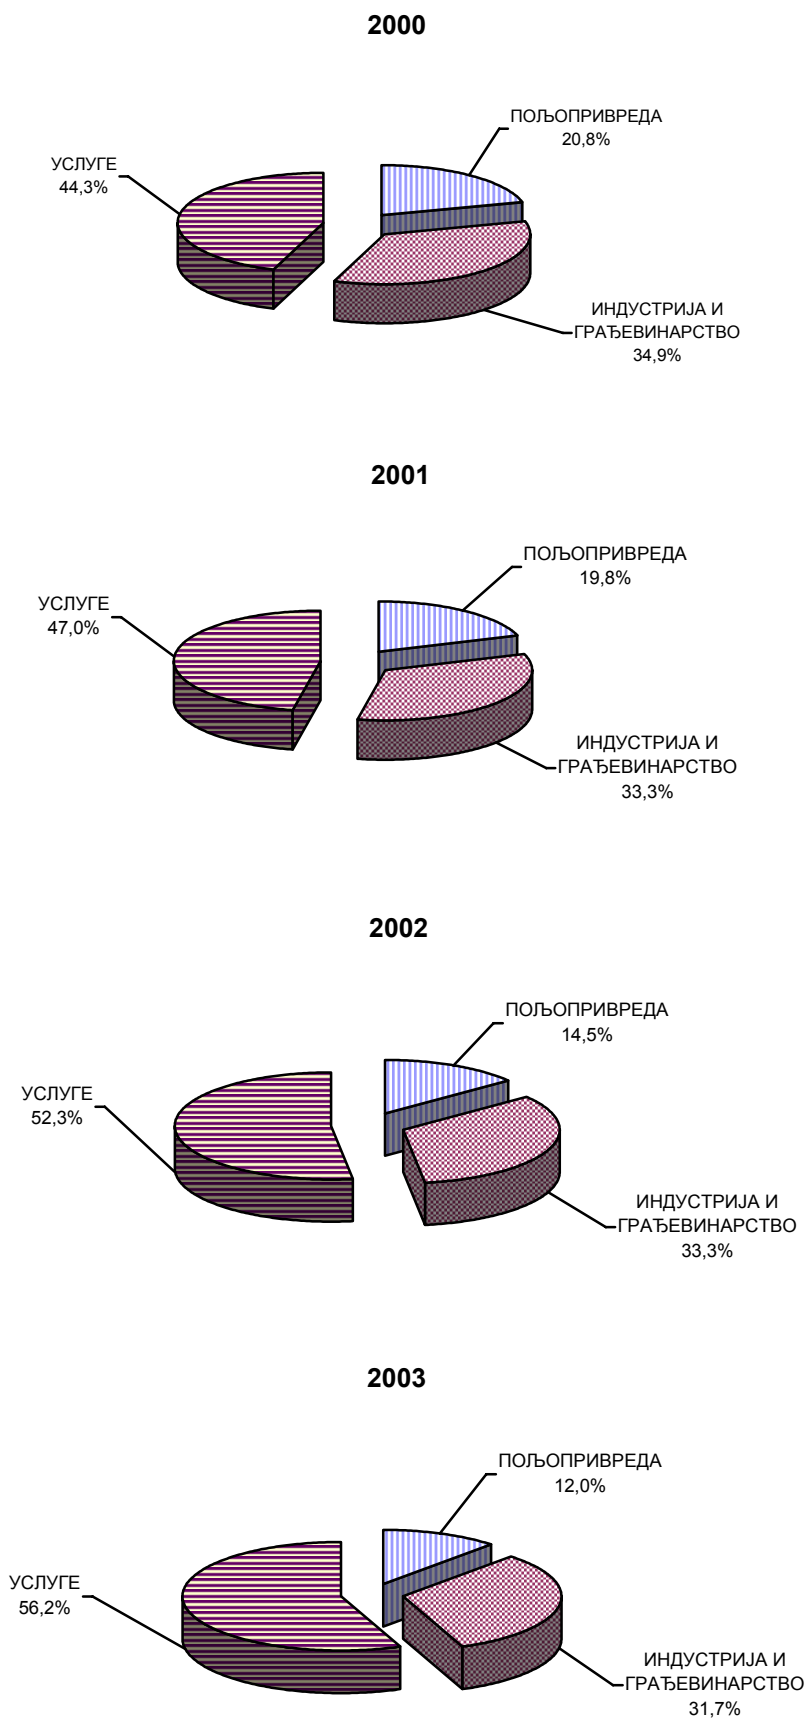 2000
ПОЉОПРИВРЕДА
20,8%
УСЛУГЕ
44,3%
ИНДУСТРИЈА И
ГРАЂЕВИНАРСТВО
34,9%
2001
ПОЉОПРИВРЕДА
19,8%
УСЛУГЕ
47,0%
ИНДУСТРИЈА И
ГРАЂЕВИНАРСТВО
33,3%
2002
ПОЉОПРИВРЕДА
14,5%
УСЛУГЕ
52,3%
ИНДУСТРИЈА И
ГРАЂЕВИНАРСТВО
33,3%
2003
ПОЉОПРИВРЕДА
12,0%
УСЛУГЕ
56,2%
ИНДУСТРИЈА И
ГРАЂЕВИНАРСТВО
31,7%